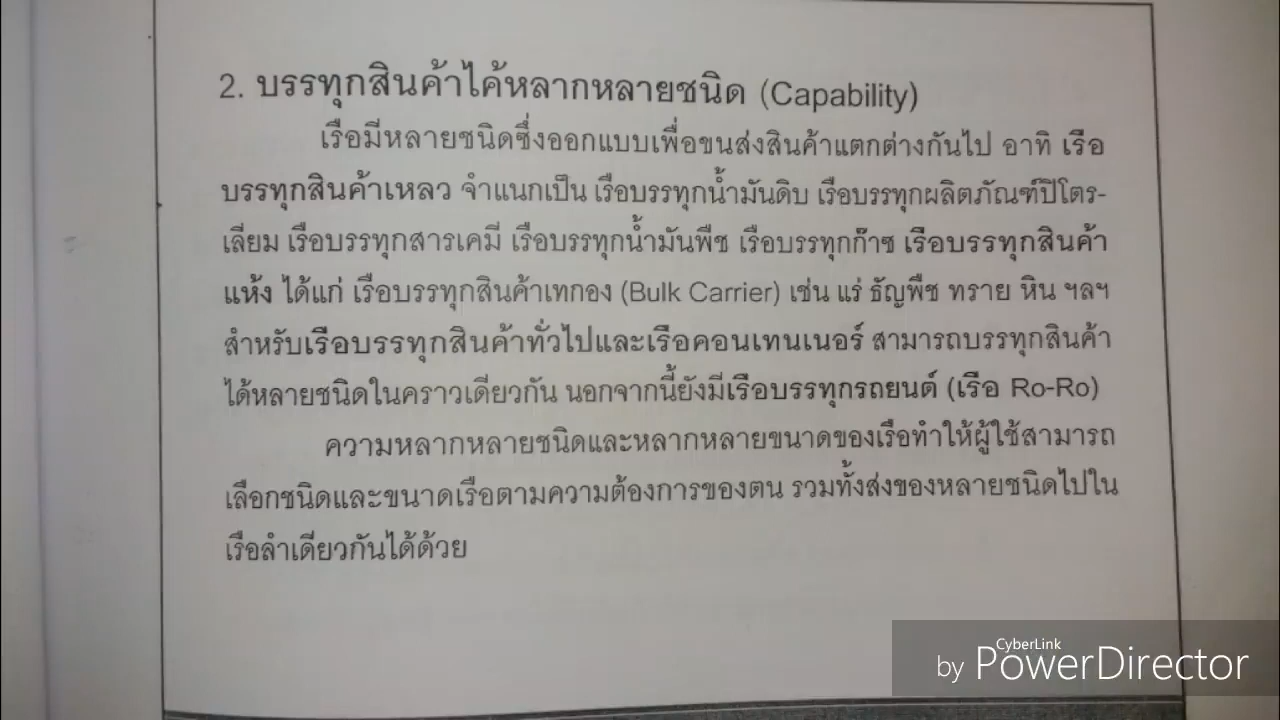 2. บรรทุกสินค้าได้หลากหลายชนิด (Capability)
เรือมีหลายชนิดซึ่งออกแบบเพื่อขนส่งสินค้าแตกต่างกันไป อาทิ เรือ
บรรทุกสินค้าเหลว จำแนกเป็น เรือบรรทุกน้ำมันดิบ เรือบรรทุกผลิตภัณฑ์ปิโตร-
เลียม เรือบรรทุกสารเคมี เรือบรรทุกน้ำมันพืช เรือบรรทุกก๊าซ เรือบรรทุกสินค้า
แห้ง ได้แก่ เรือบรรทุกสินค้าเทกอง (Bulk Carrier) เช่น แร่ ธัญพืช ทราย หิน ฯลฯ
สำหรับเรือบรรทุกสินค้าทั่วไปและเรือคอนเทนเนอร์ สามารถบรรทุกสินค้า
ได้หลายชนิดในคราวเดียวกัน นอกจากนี้ยังมีเรือบรรทุกรถยนต์ (เรือ Ro-Ro)
ความหลากหลายชนิดและหลากหลายขนาดของเรือทำให้ผู้ใช้สามารถ
เลือกชนิดและขนาดเรือตามความต้องการของตน รวมทั้งส่งของหลายชนิดไปใน
เรือลำเดียวกันได้ด้วย
CyberLink
by PowerDirector